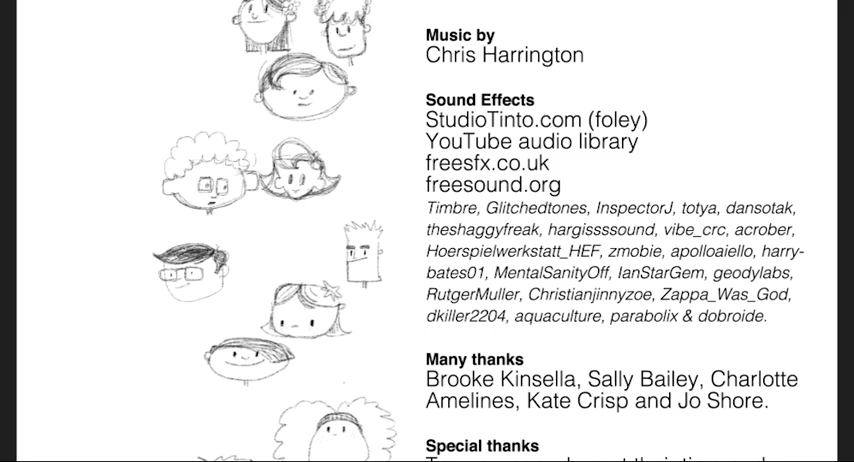 Music by
Chris Harrington
Sound Effects
StudioTinto.com (foley)
YouTube audio library
freesfx.co.uk
freesound.org
Timbre, Glitchedtones, InspectorJ, totya, dansotak,
theshaggyfreak, hargissssound, vibe_crc, acrober,
Hoerspielwerkstatt_HEF, zmobie, apolloaiello, harry-
bates01, MentalSanityOff, IanStarGem, geodylabs,
RutgerMuller, Christianjinnyzoe, Zappa_Was_God,
dkiller2204, aquaculture, parabolix & dobroide.
Many thanks
Brooke Kinsella, Sally Bailey, Charlotte
Amelines, Kate Crisp and Jo Shore.
Special thanks